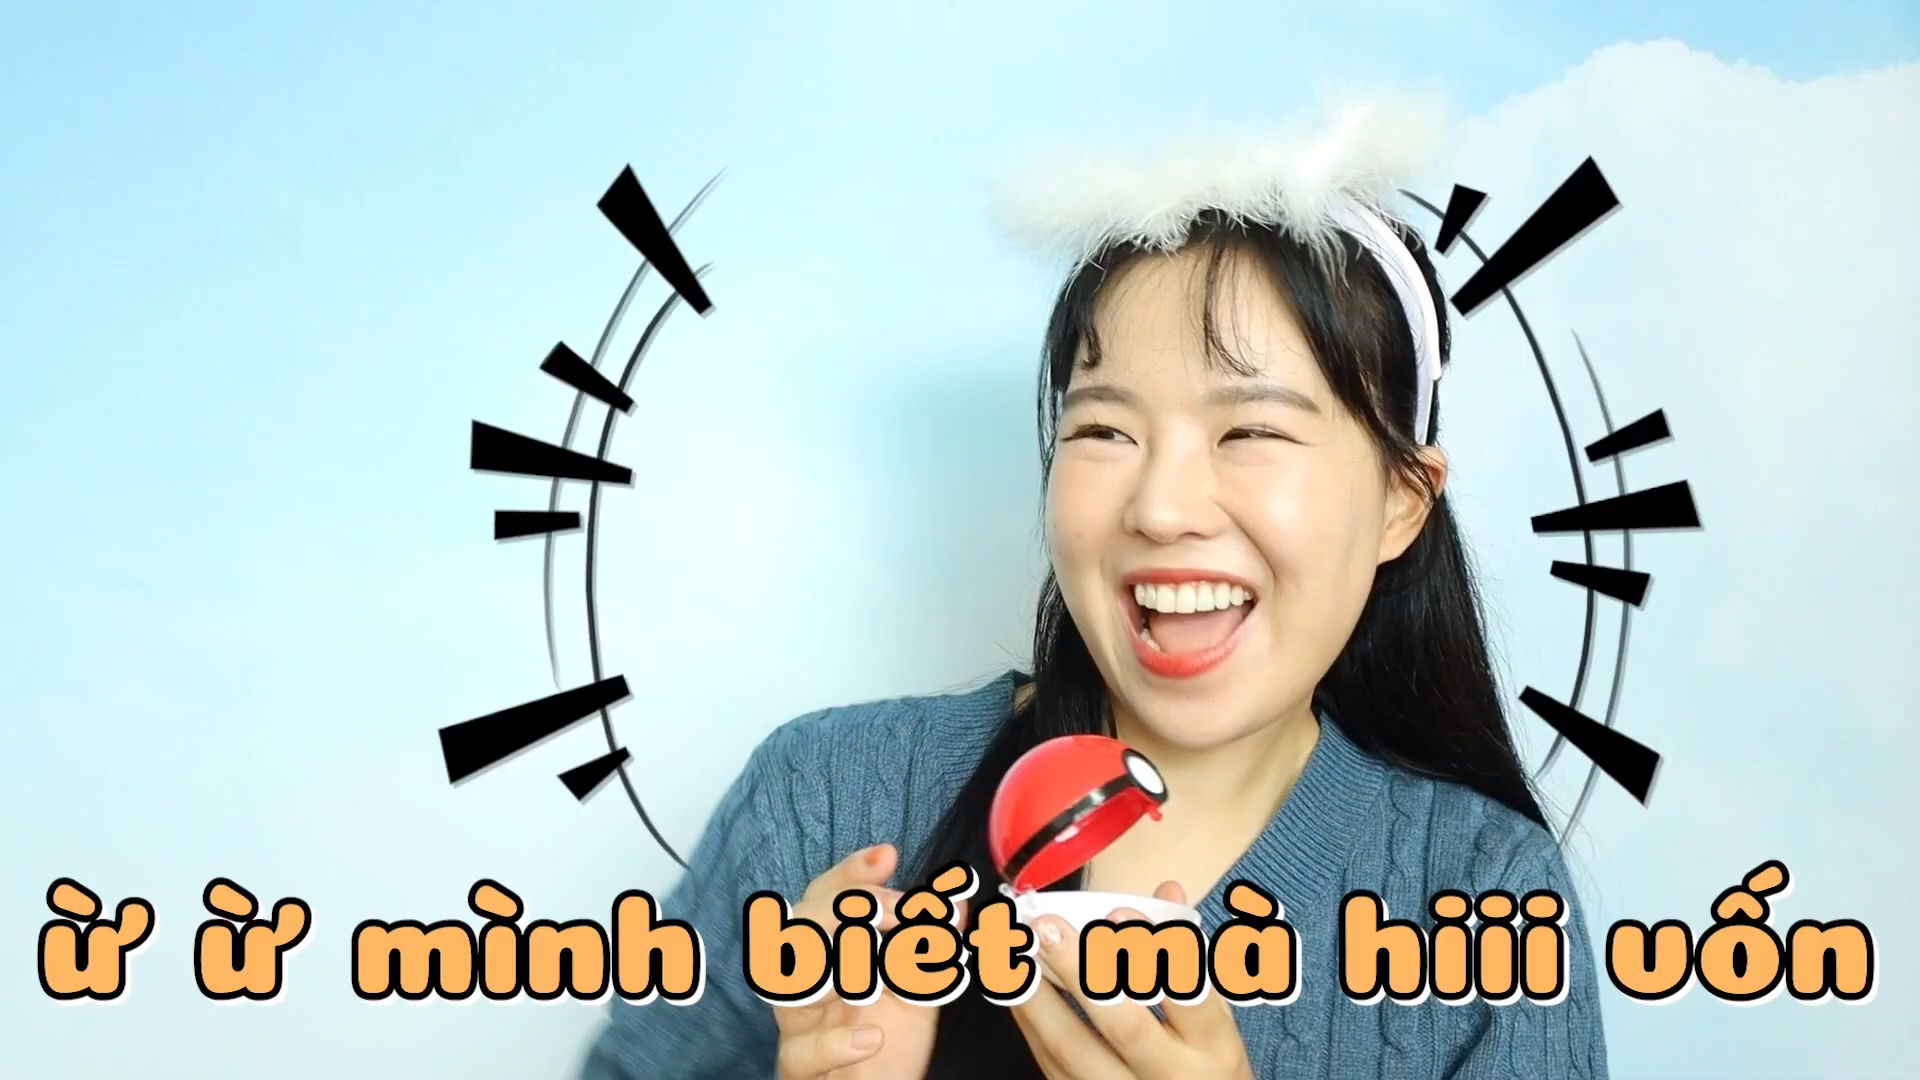 ừ ừ mình biết mà hiii uốn